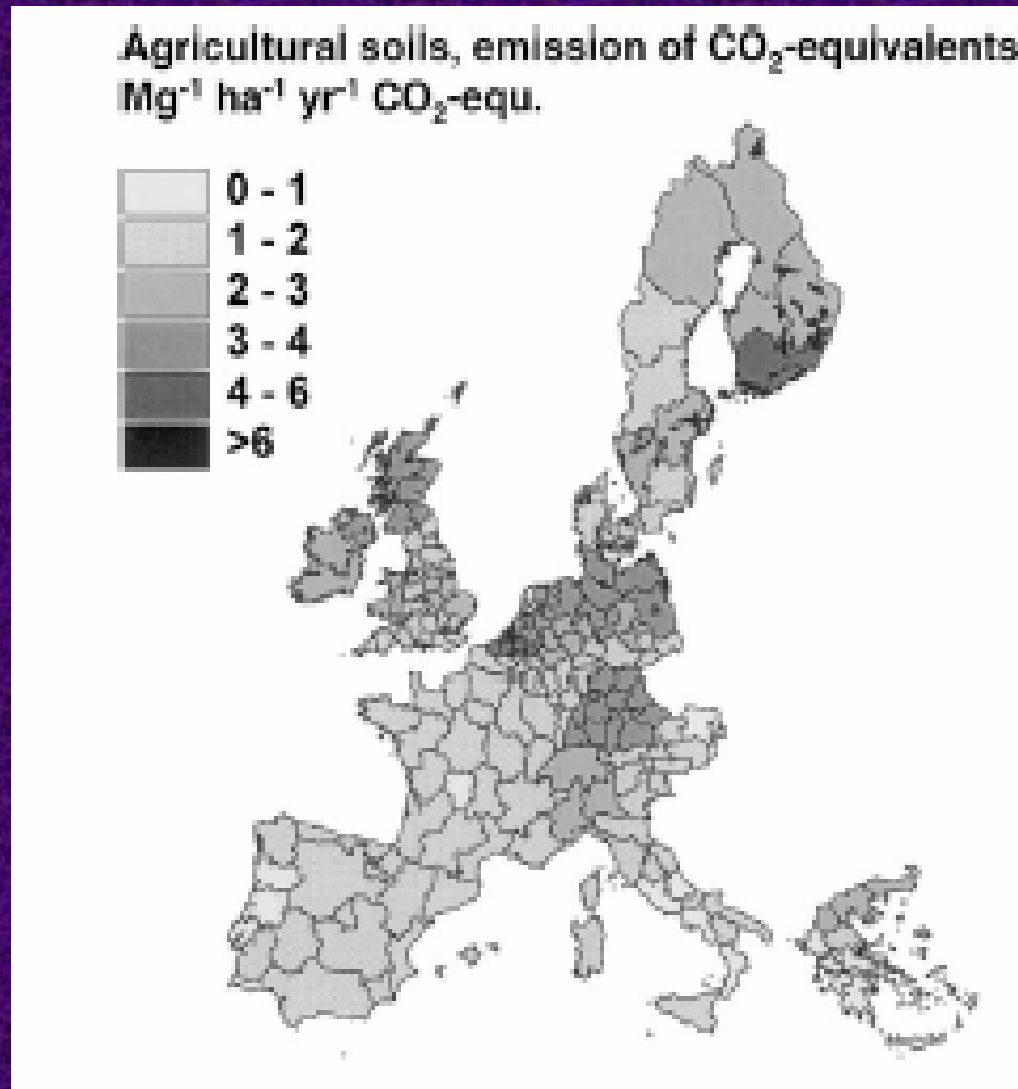 Agricultural soils, emission of CO₂-equivalents
Mg⁻¹ ha⁻¹ yr⁻¹ CO₂-equ.
0 - 1
1 - 2
2 - 3
3 - 4
4 - 6
>6